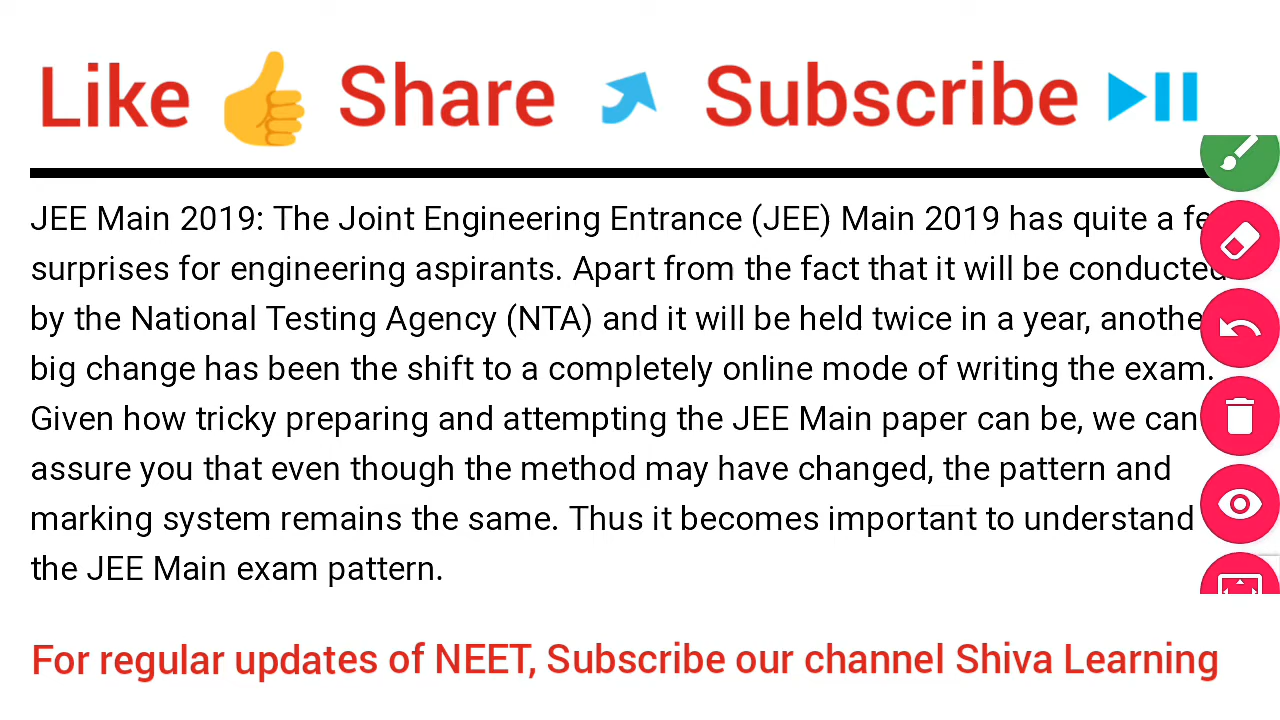 Like 👍 Share Subscribe
JEE Main 2019: The Joint Engineering Entrance (JEE) Main 2019 has quite a
surprises for engineering aspirants. Apart from the fact that it will be conducted
by the National Testing Agency (NTA) and it will be held twice in a year,
big change has been the shift to a completely online mode of writing the exam.
Given how tricky preparing and attempting the JEE Main paper can be, we can
assure you that even though the method may have changed, the pattern and
marking system remains the same. Thus it becomes important to understand
the JEE Main exam pattern.
For regular updates of NEET, Subscribe our channel Shiva Learning